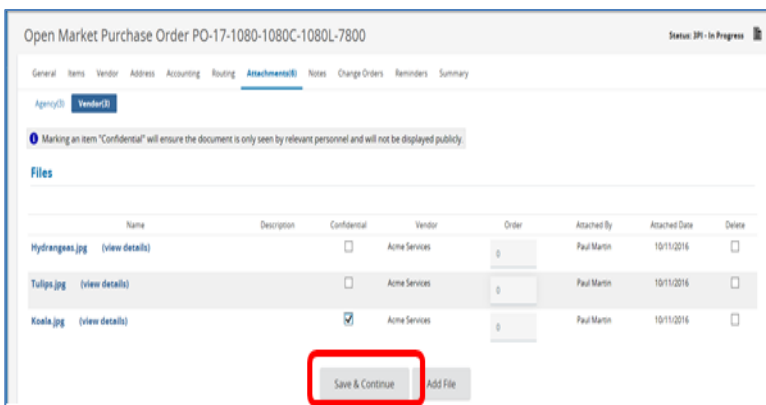 Open Market Purchase Order PO-17-1080-1080C-1080L-7800 Status: 3PI - In Progress
General Items Vendor Address Accounting Routing Attachments(6) Notes Change Orders Reminders Summary
Agency(3) Vendor(3)
Marking an item "Confidential" will ensure the document is only seen by relevant personnel and will not be displayed publicly.
Files
Name Description Confidential Vendor Order Attached By Attached Date Delete
Hydrangeas.jpg (view details) Acme Services 0 Paul Martin 10/11/2016
Tulips.jpg (view details) Acme Services 0 Paul Martin 10/11/2016
Koala.jpg (view details) Acme Services 0 Paul Martin 10/11/2016
Save & Continue Add File